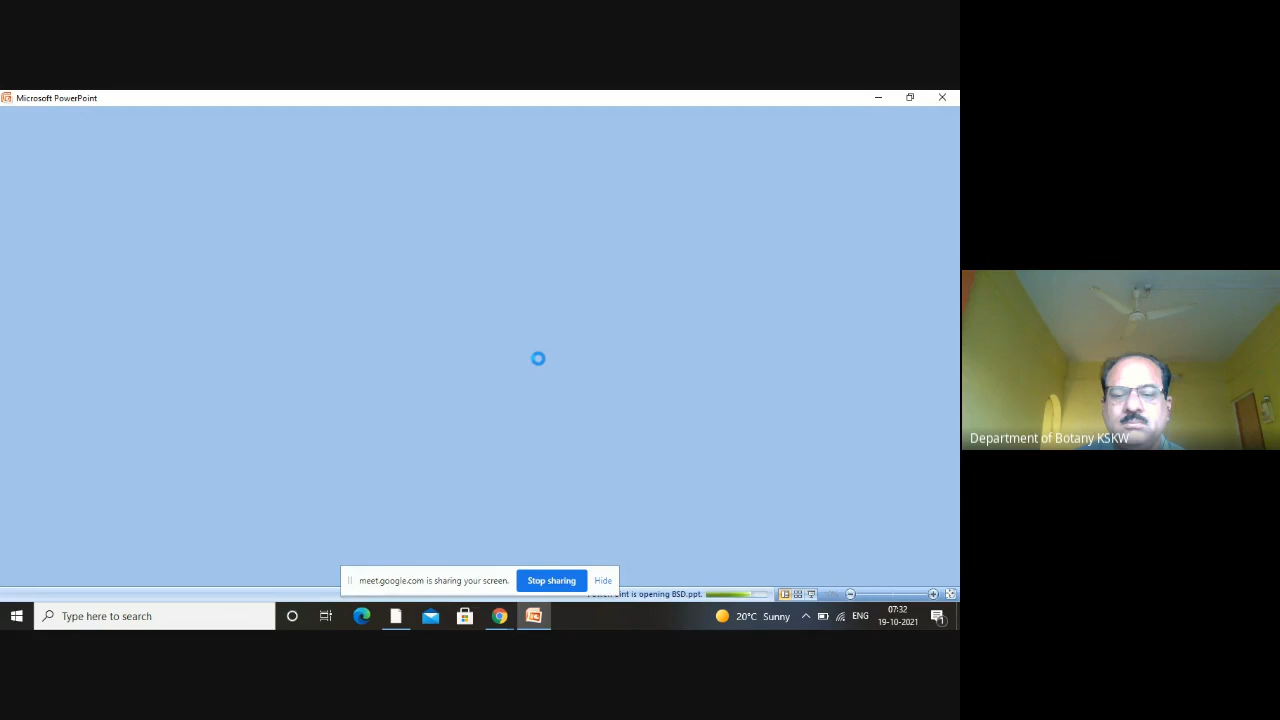 Microsoft PowerPoint
Department of Botany KSKW
meet.google.com is sharing your screen.
Stop sharing
Hide
is opening BSD.ppt.
Type here to search
20°C Sunny
ENG
07:32
19-10-2021
1